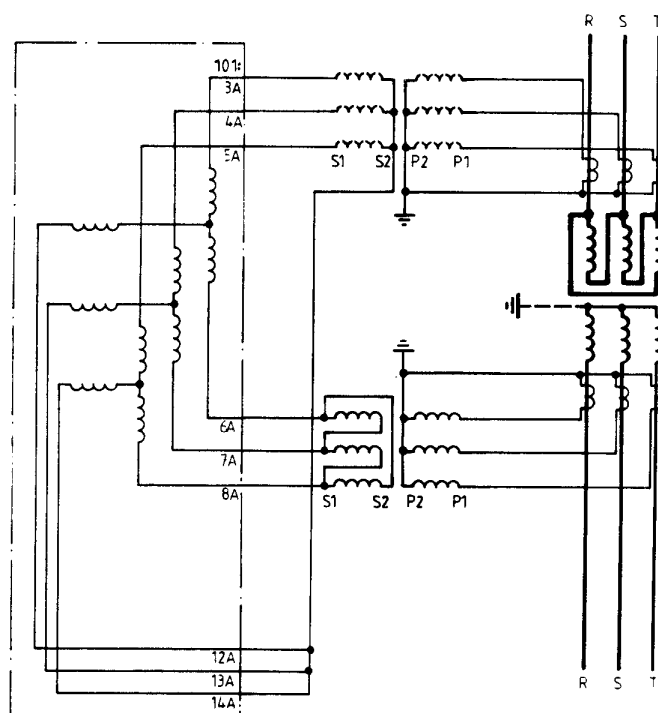 R S T
101:
3A
4A
5A
S1 S2 P2 P1
6A
7A
8A
S1 S2 P2 P1
12A
13A
14A
R S T